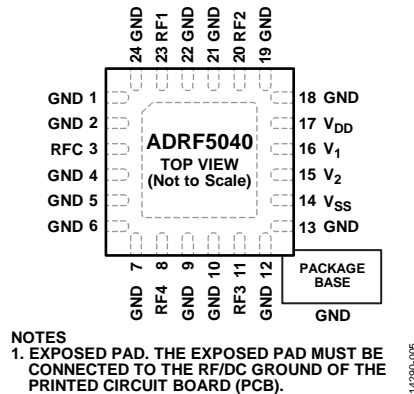 24 GND
23 RF1
22 GND
21 GND
20 RF2
19 GND
GND 1
GND 2
RFC 3
GND 4
GND 5
GND 6
ADRF5040
TOP VIEW
(Not to Scale)
18 GND
17 VDD
16 V1
15 V2
14 VSS
13 GND
GND 7
RF4 8
GND 9
GND 10
RF3 11
GND 12
PACKAGE
BASE
GND
NOTES
1. EXPOSED PAD. THE EXPOSED PAD MUST BE
CONNECTED TO THE RF/DC GROUND OF THE
PRINTED CIRCUIT BOARD (PCB).
14290-005